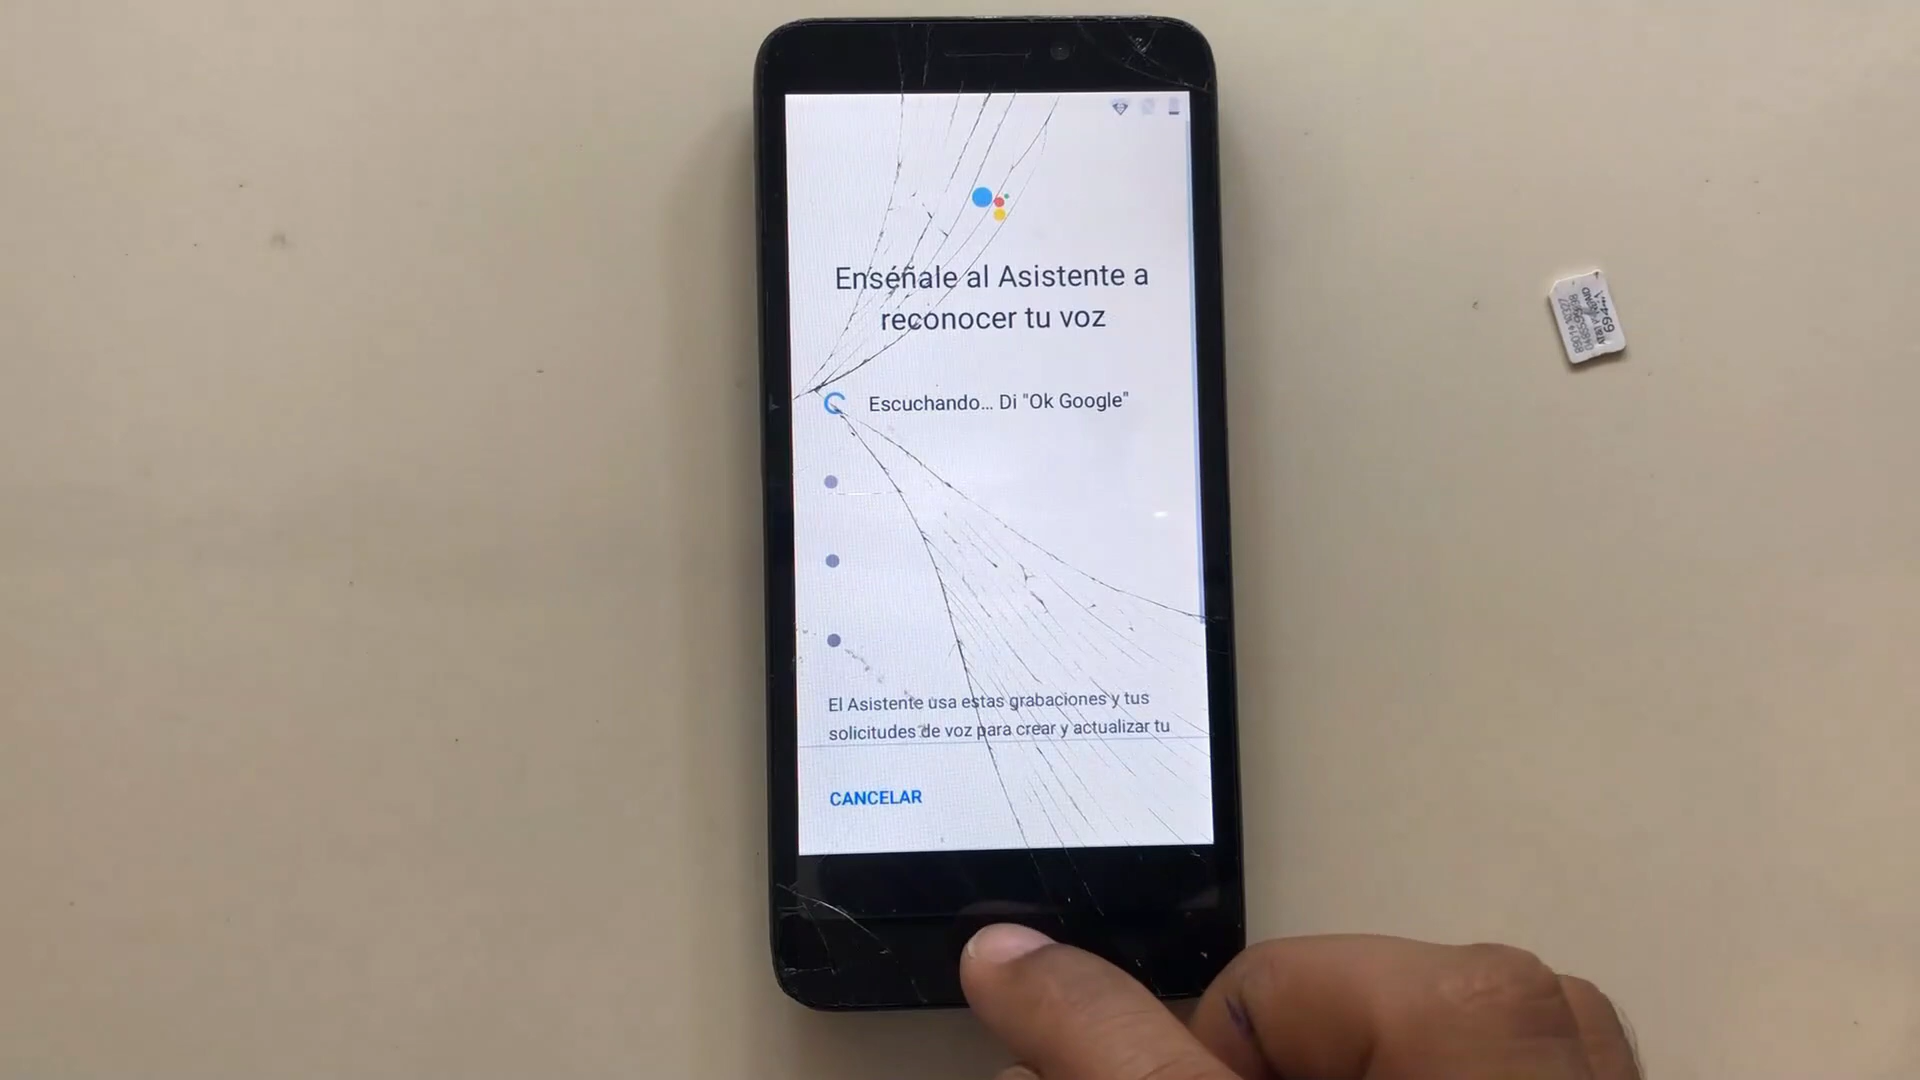 Enséñale al Asistente a
reconocer tu voz
Escuchando... Di "Ok Google"
El Asistente usa estas grabaciones y tus
solicitudes de voz para crear y actualizar tu
CANCELAR